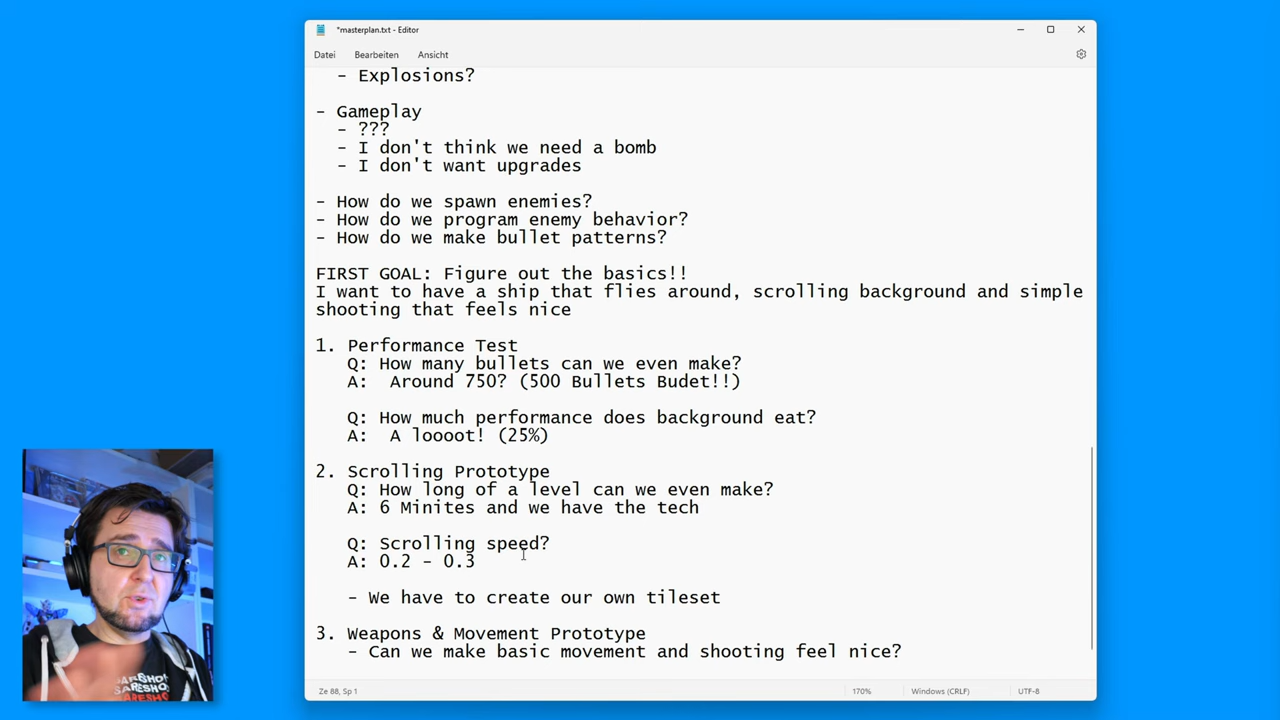 *masterplan.txt - Editor
Datei Bearbeiten Ansicht
- Explosions?
- Gameplay
- ???
- I don't think we need a bomb
- I don't want upgrades
- How do we spawn enemies?
- How do we program enemy behavior?
- How do we make bullet patterns?
FIRST GOAL: Figure out the basics!!
I want to have a ship that flies around, scrolling background and simple
shooting that feels nice
1. Performance Test
Q: How many bullets can we even make?
A:  Around 750? (500 Bullets Budet!!)
Q: How much performance does background eat?
A:  A loooot! (25%)
2. Scrolling Prototype
Q: How long of a level can we even make?
A: 6 Minites and we have the tech
Q: Scrolling speed?
A: 0.2 - 0.3
- We have to create our own tileset
3. Weapons & Movement Prototype
- Can we make basic movement and shooting feel nice?
Ze 88, Sp 1 170% Windows (CRLF) UTF-8